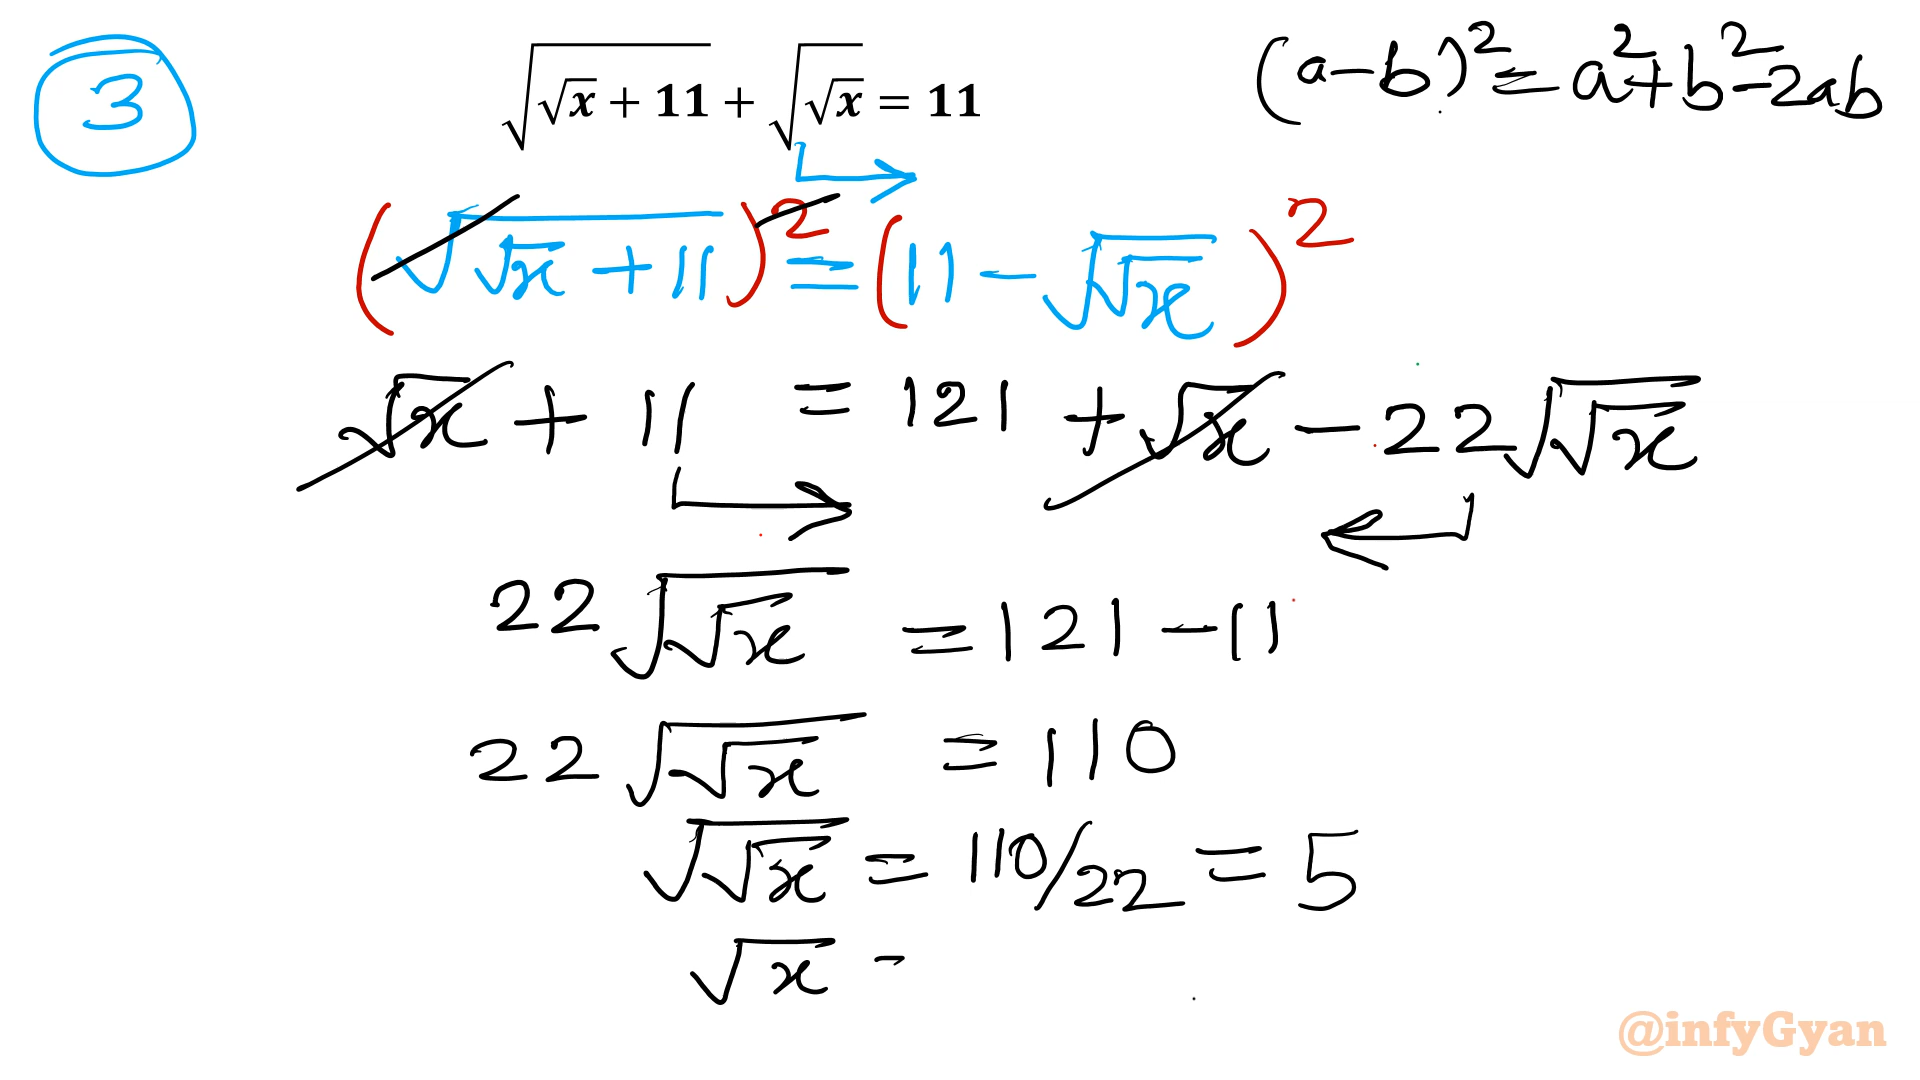 3
√(√x + 11) + √(√x) = 11
(a-b)² = a²+b²-2ab
(√(√x + 11))² = (11 - √(√x))²
√x + 11 = 121 + √x - 22√(√x)
22√(√x) = 121 - 11
22√(√x) = 110
√(√x) = 110/22 = 5
√x -
@infyGyan